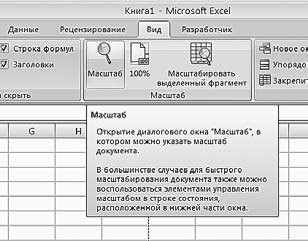 Книга1 - Microsoft Excel
Данные Рецензирование Вид Разработчик
Строка формул
Заголовки
Масштаб 100% Масштабировать
выделенный фрагмент
Новое о
Упорядо
Закрепит
и скрыть Масштаб
G H
Масштаб
Открытие диалогового окна "Масштаб", в
котором можно указать масштаб
документа.
В большинстве случаев для быстрого
масштабирования документа также можно
воспользоваться элементами управления
масштабом в строке состояния,
расположенной в нижней части окна.